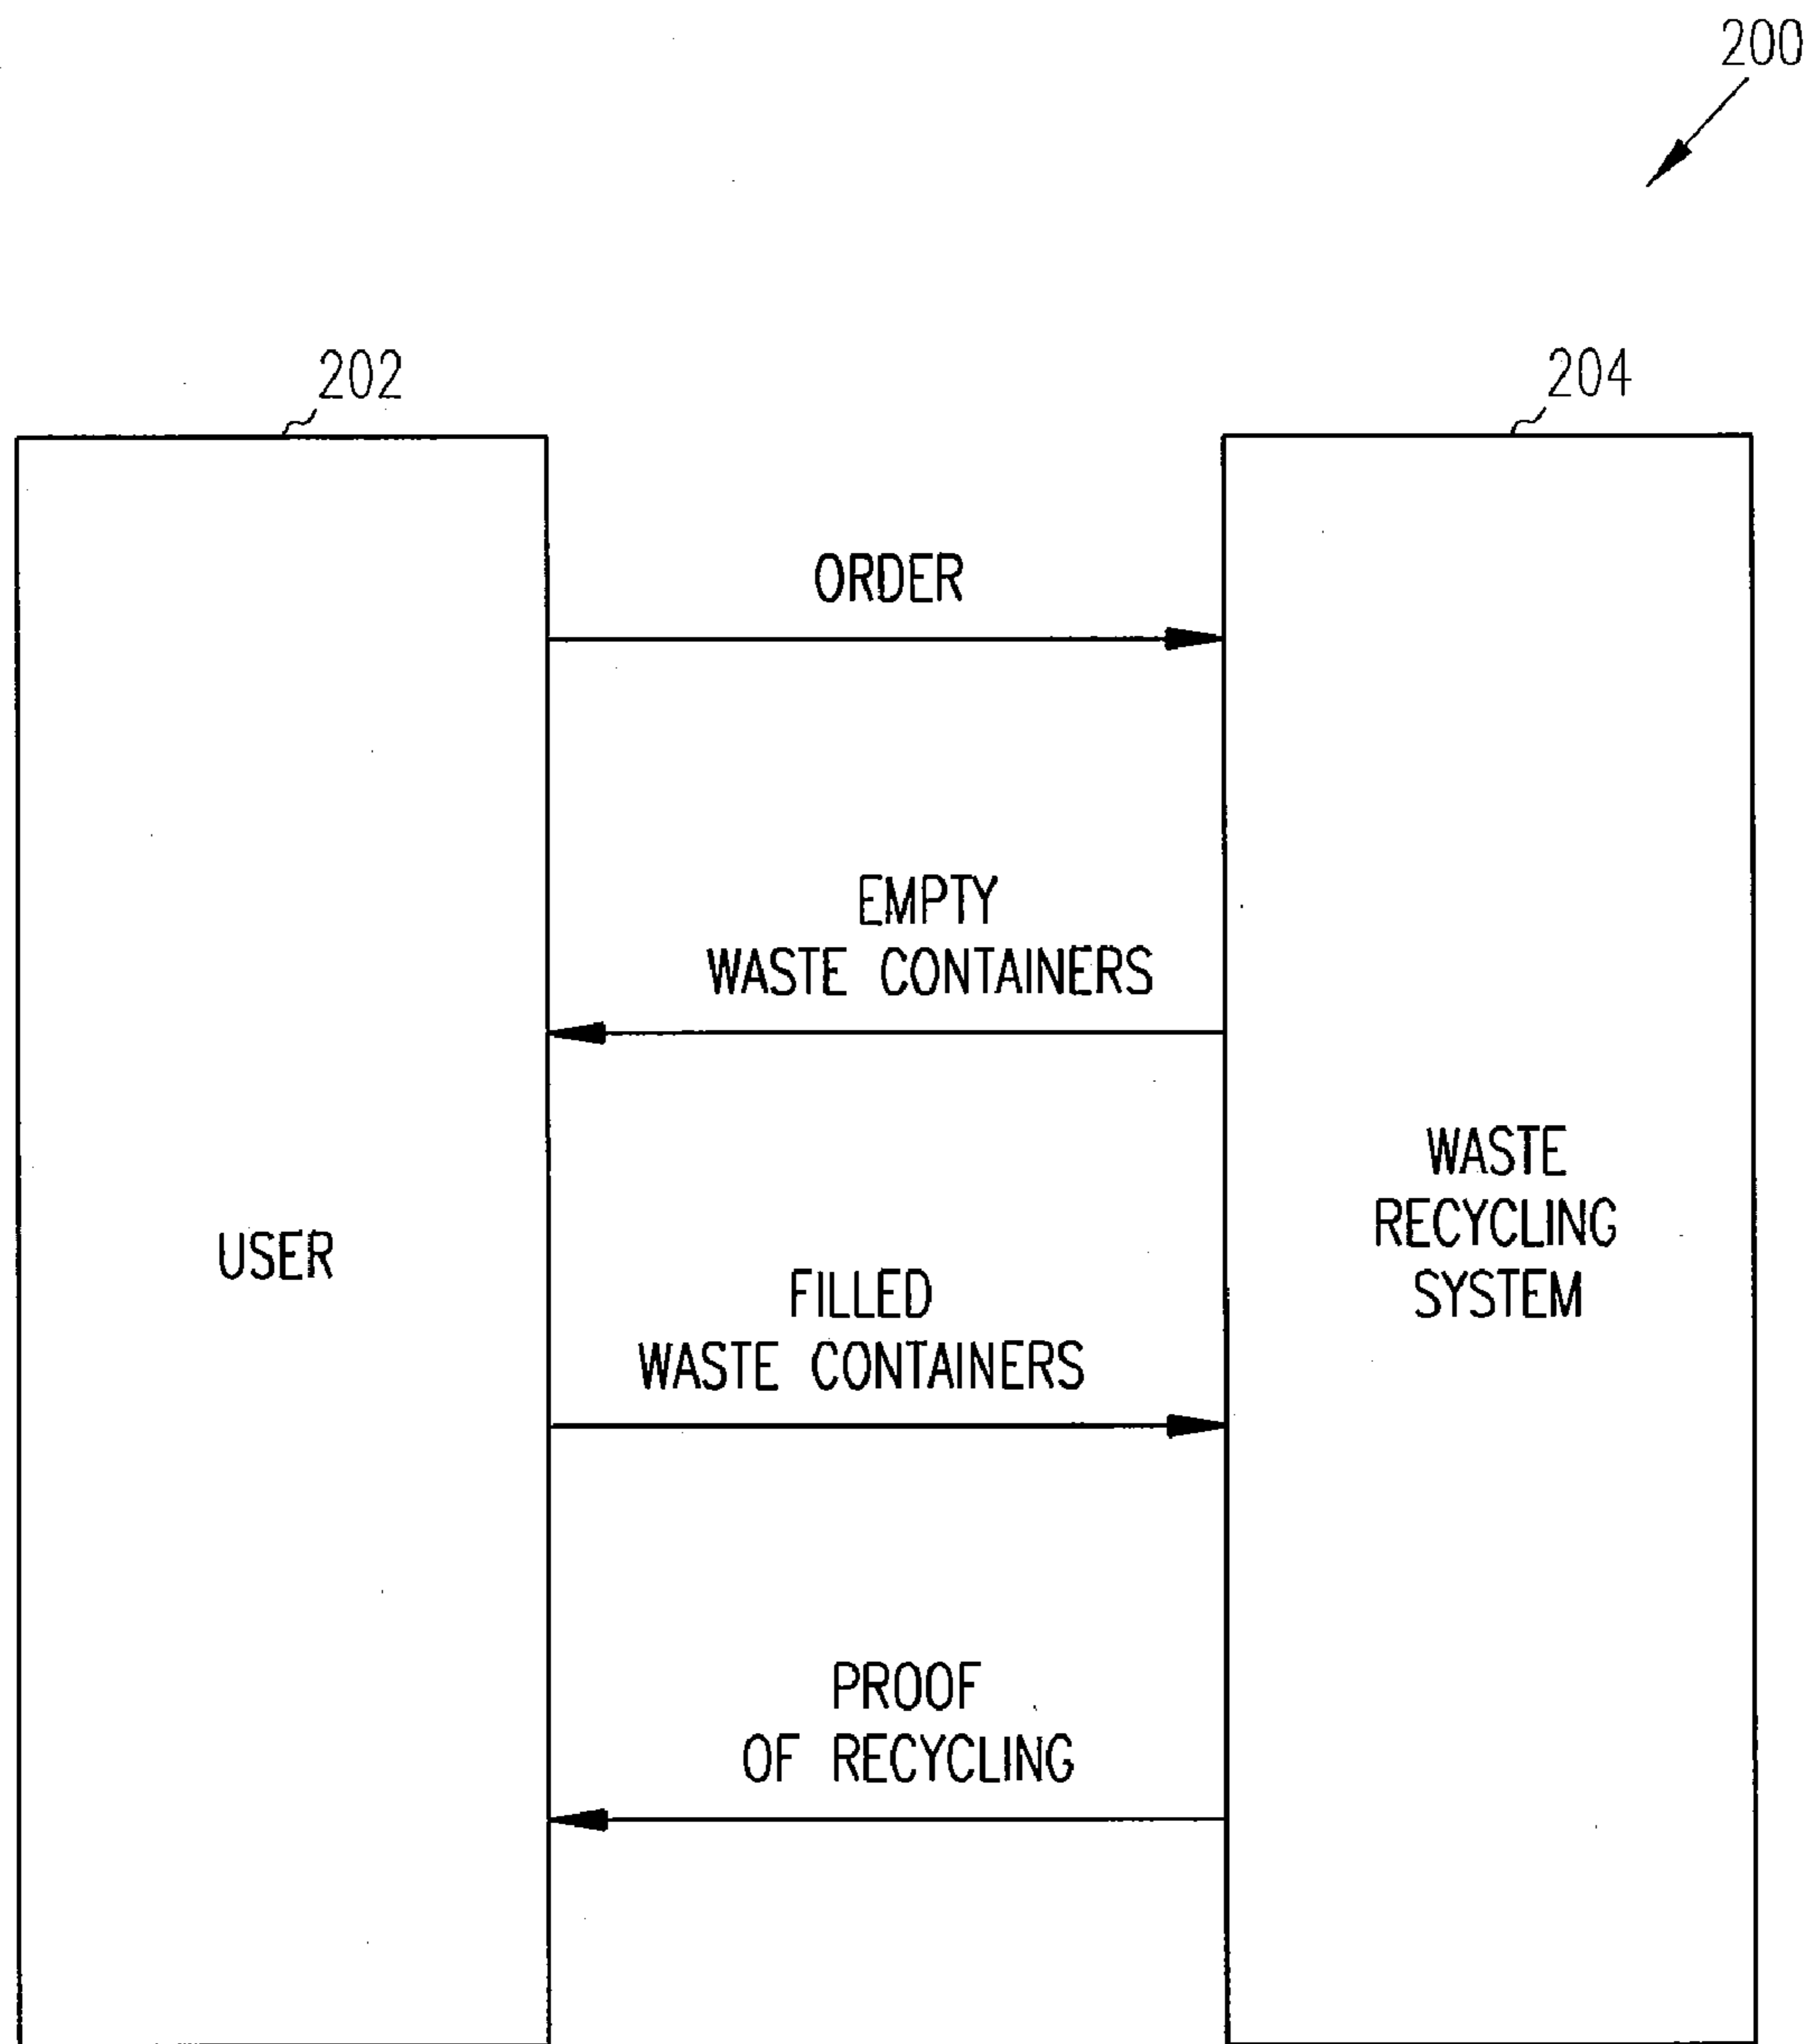 200
202
204
ORDER
EMPTY
WASTE CONTAINERS
WASTE
RECYCLING
SYSTEM
USER
FILLED
WASTE CONTAINERS
PROOF
OF RECYCLING